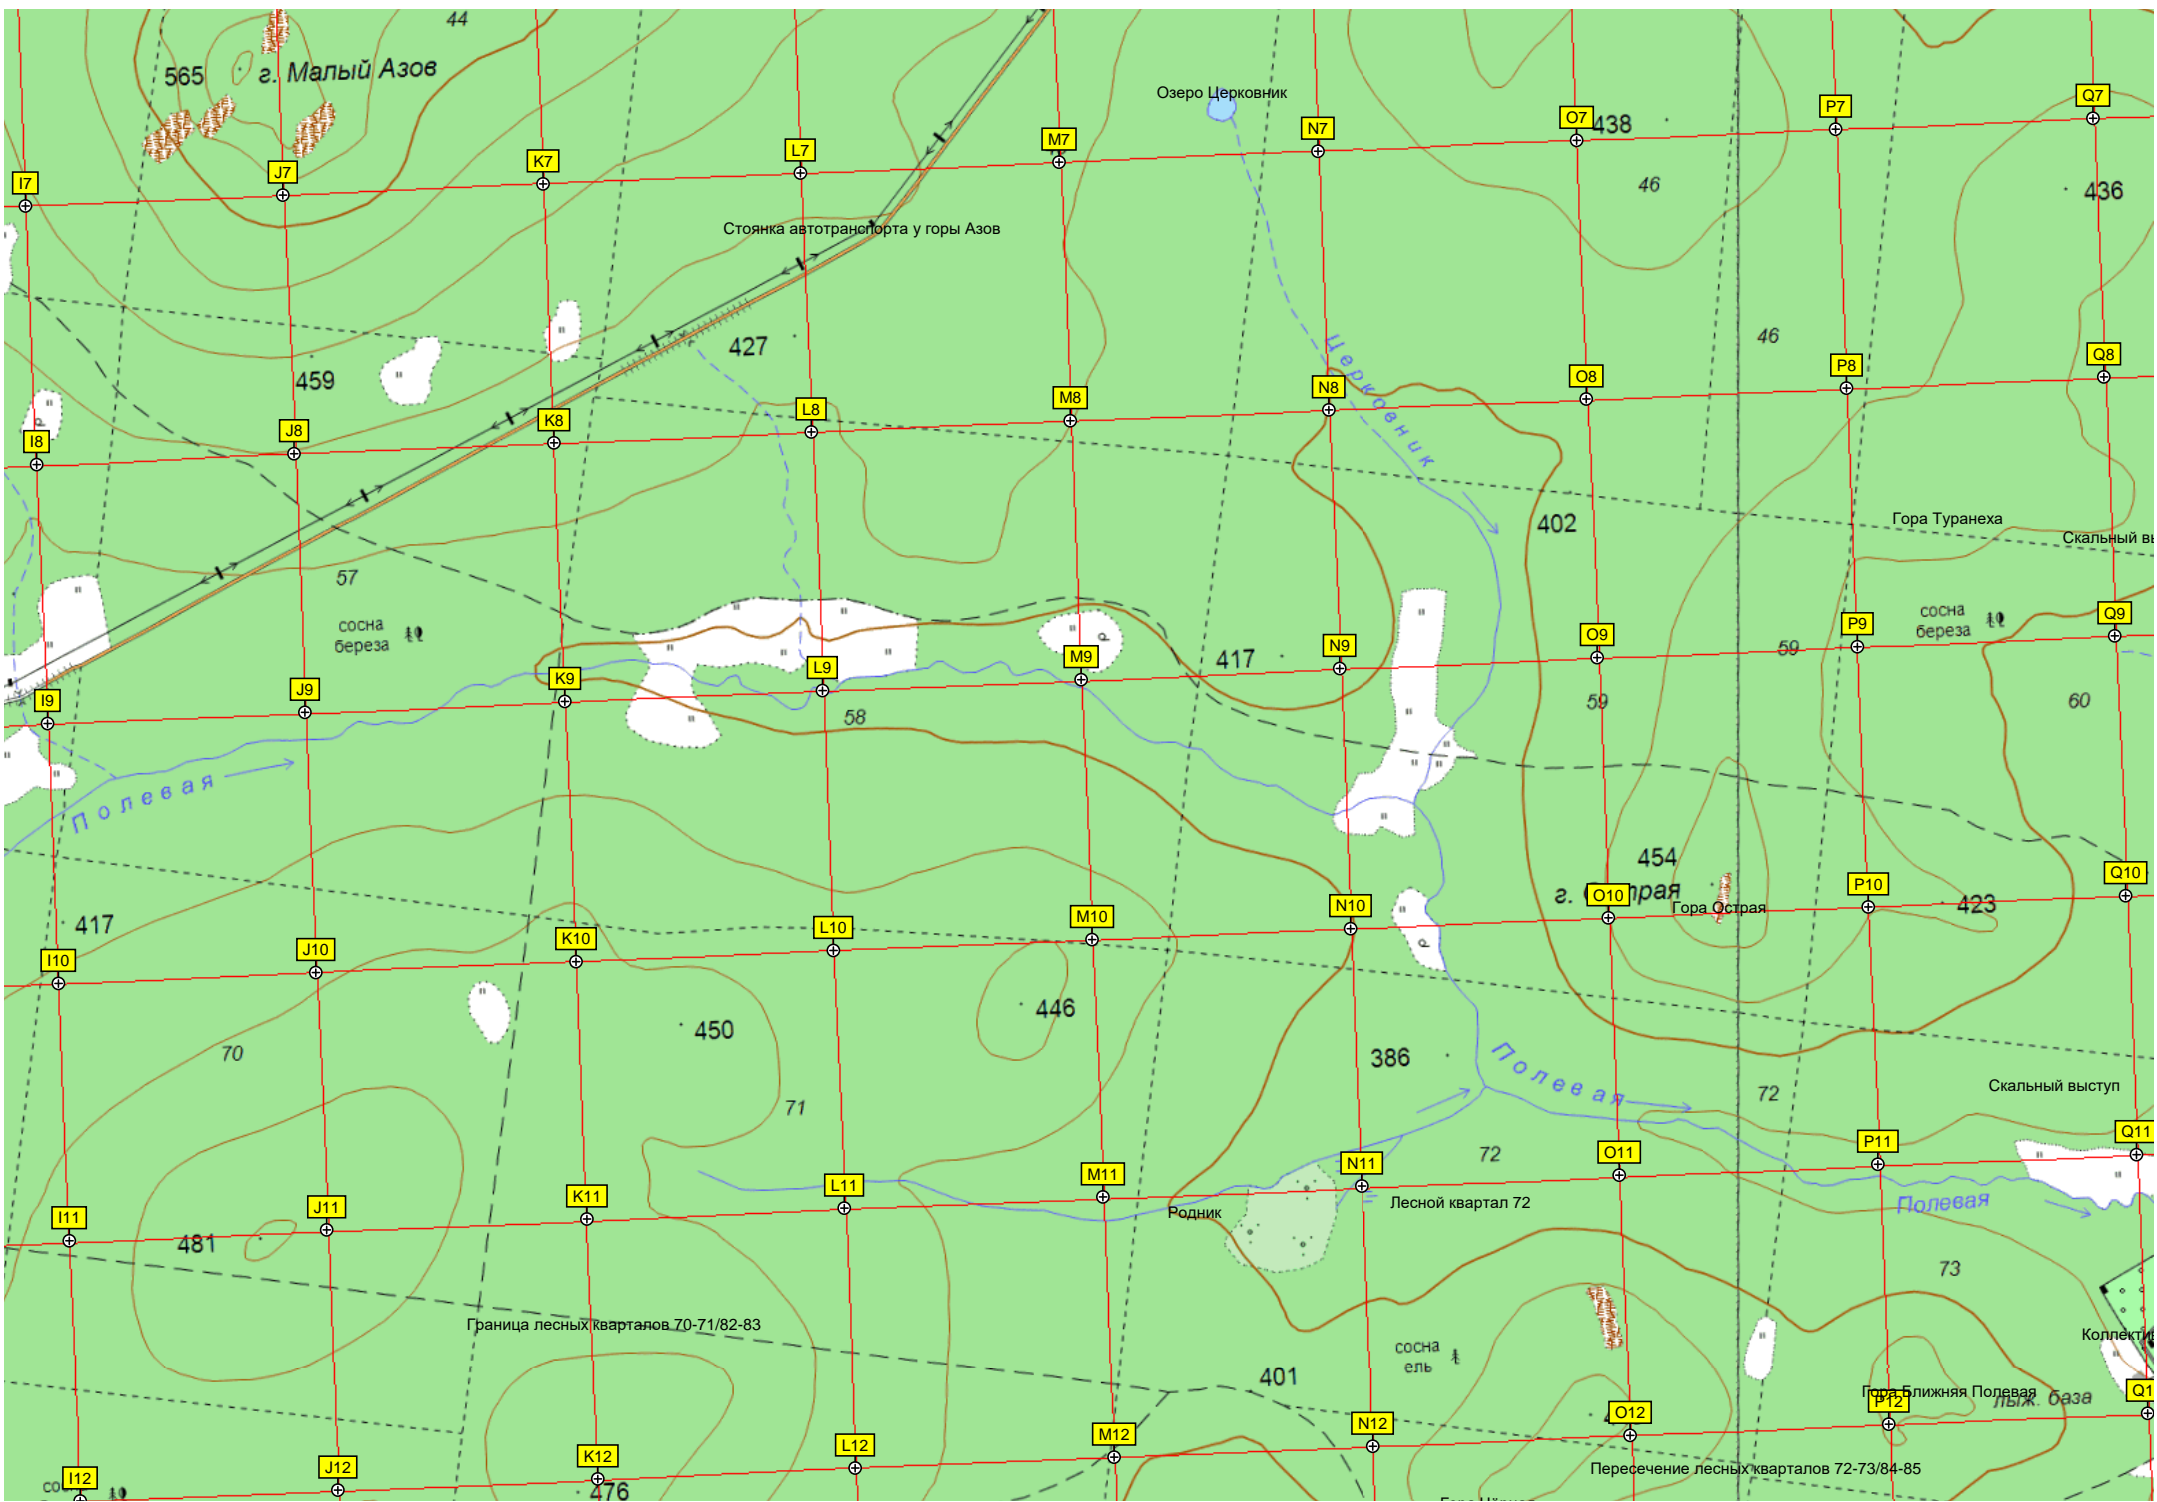 44
565 г. Малый Азов
Озеро Церковник
I7
J7
K7
L7
M7
N7
O7
438
P7
Q7
46
436
Стоянка автотранспорта у горы Азов
427
459
46
Церковник
I8
J8
K8
L8
M8
N8
O8
P8
Q8
402
Гора Туранеха
Скальный вы
57
сосна
береза
сосна
береза
417
59
I9
J9
K9
L9
M9
N9
O9
P9
Q9
58
59
60
Полевая
454
г. Острая
Гора Острая
423
417
I10
J10
K10
L10
M10
N10
O10
P10
Q10
446
450
386
70
71
72
Полевая
Скальный выступ
72
I11
J11
K11
L11
M11
N11
O11
P11
Q11
Родник
Лесной квартал 72
Полевая
481
73
Граница лесных кварталов 70-71/82-83
сосна
ель
401
Коллекти
Гора Ближняя Полевая
лыж. база
I12
J12
K12
L12
M12
N12
O12
P12
Q1
476
Пересечение лесных кварталов 72-73/84-85